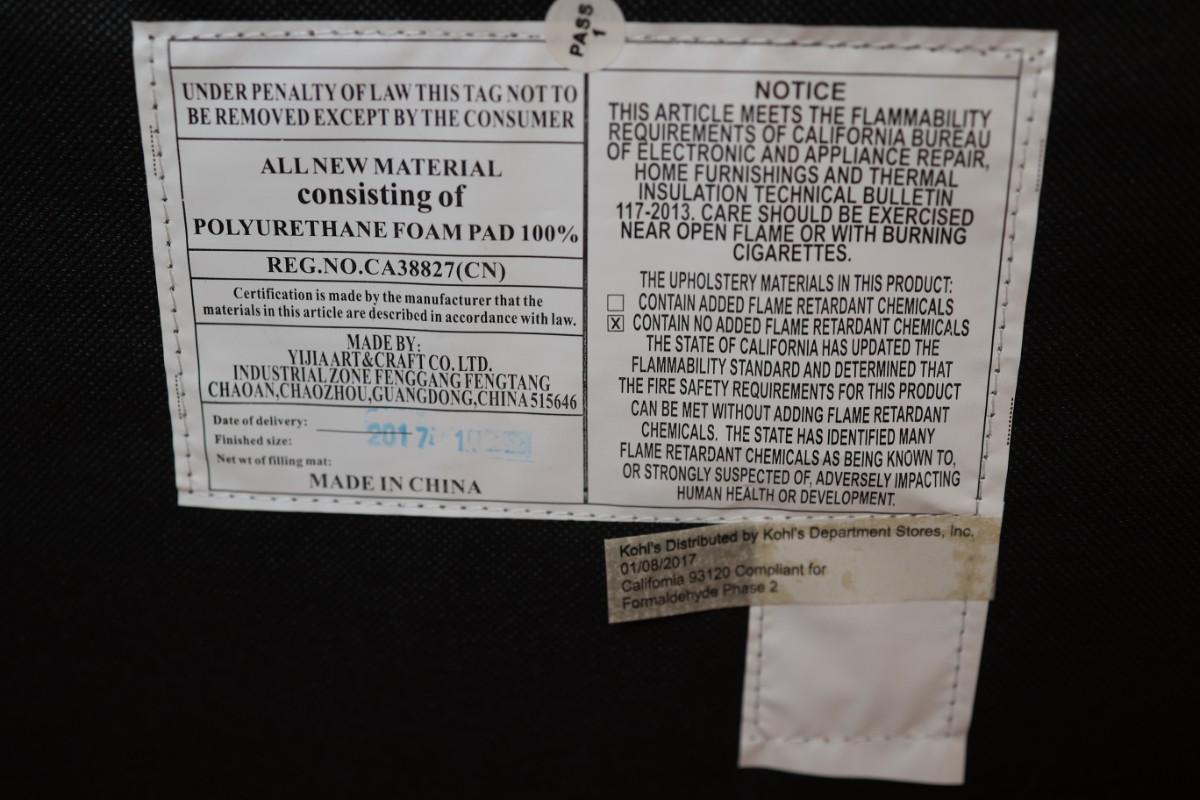 PASS
1
UNDER PENALTY OF LAW THIS TAG NOT TO
BE REMOVED EXCEPT BY THE CONSUMER
ALL NEW MATERIAL
consisting of
POLYURETHANE FOAM PAD 100%
REG.NO.CA38827(CN)
Certification is made by the manufacturer that the
materials in this article are described in accordance with law.
MADE BY:
YIJIA ART&CRAFT CO. LTD.
INDUSTRIAL ZONE FENGGANG FENGTANG
CHAOAN,CHAOZHOU,GUANGDONG,CHINA 515646
Date of delivery:
2017
Finished size:
Net wt of filling mat:
MADE IN CHINA
NOTICE
THIS ARTICLE MEETS THE FLAMMABILITY
REQUIREMENTS OF CALIFORNIA BUREAU
OF ELECTRONIC AND APPLIANCE REPAIR,
HOME FURNISHINGS AND THERMAL
INSULATION TECHNICAL BULLETIN
117-2013. CARE SHOULD BE EXERCISED
NEAR OPEN FLAME OR WITH BURNING
CIGARETTES.
THE UPHOLSTERY MATERIALS IN THIS PRODUCT:
CONTAIN ADDED FLAME RETARDANT CHEMICALS
X CONTAIN NO ADDED FLAME RETARDANT CHEMICALS
THE STATE OF CALIFORNIA HAS UPDATED THE
FLAMMABILITY STANDARD AND DETERMINED THAT
THE FIRE SAFETY REQUIREMENTS FOR THIS PRODUCT
CAN BE MET WITHOUT ADDING FLAME RETARDANT
CHEMICALS. THE STATE HAS IDENTIFIED MANY
FLAME RETARDANT CHEMICALS AS BEING KNOWN TO,
OR STRONGLY SUSPECTED OF, ADVERSELY IMPACTING
HUMAN HEALTH OR DEVELOPMENT.
Kohl's Distributed by Kohl's Department Stores, Inc.
01/08/2017
California 93120 Compliant for
Formaldehyde Phase 2